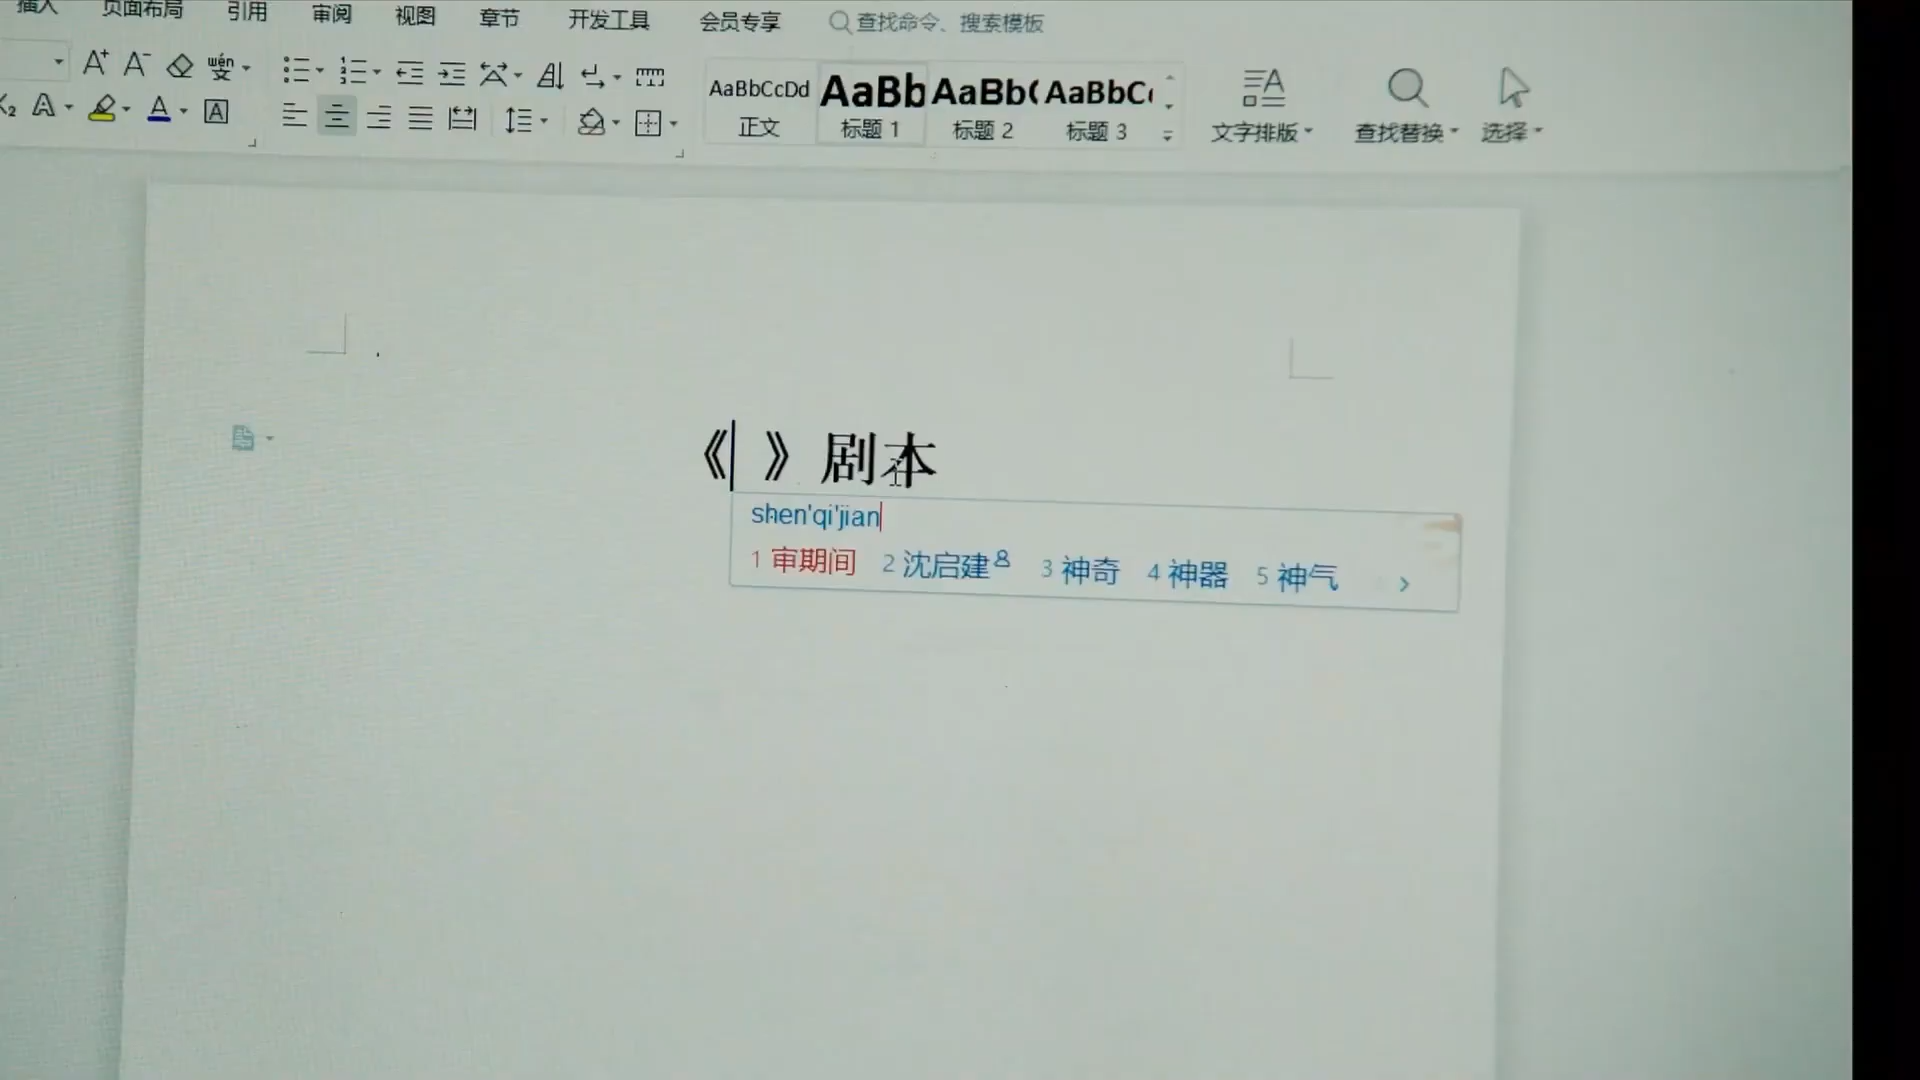 插入 页面布局 引用 审阅 视图 章节 开发工具 会员专享 查找命令、搜索模板
A+ A- wén 文
AaBbCcDd AaBb AaBb( AaBbC
正文 标题 1 标题 2 标题 3 文字排版 查找替换 选择
《 》剧本
shen'qi'jian
1 审期间 2 沈启建 3 神奇 4 神器 5 神气